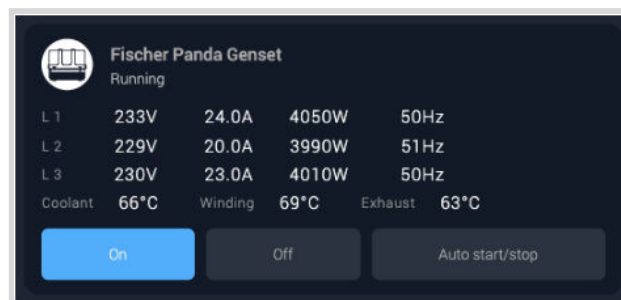 Fischer Panda Genset
Running
L 1 233V 24.0A 4050W 50Hz
L 2 229V 20.0A 3990W 51Hz
L 3 230V 23.0A 4010W 50Hz
Coolant 66°C Winding 69°C Exhaust 63°C
On Off Auto start/stop